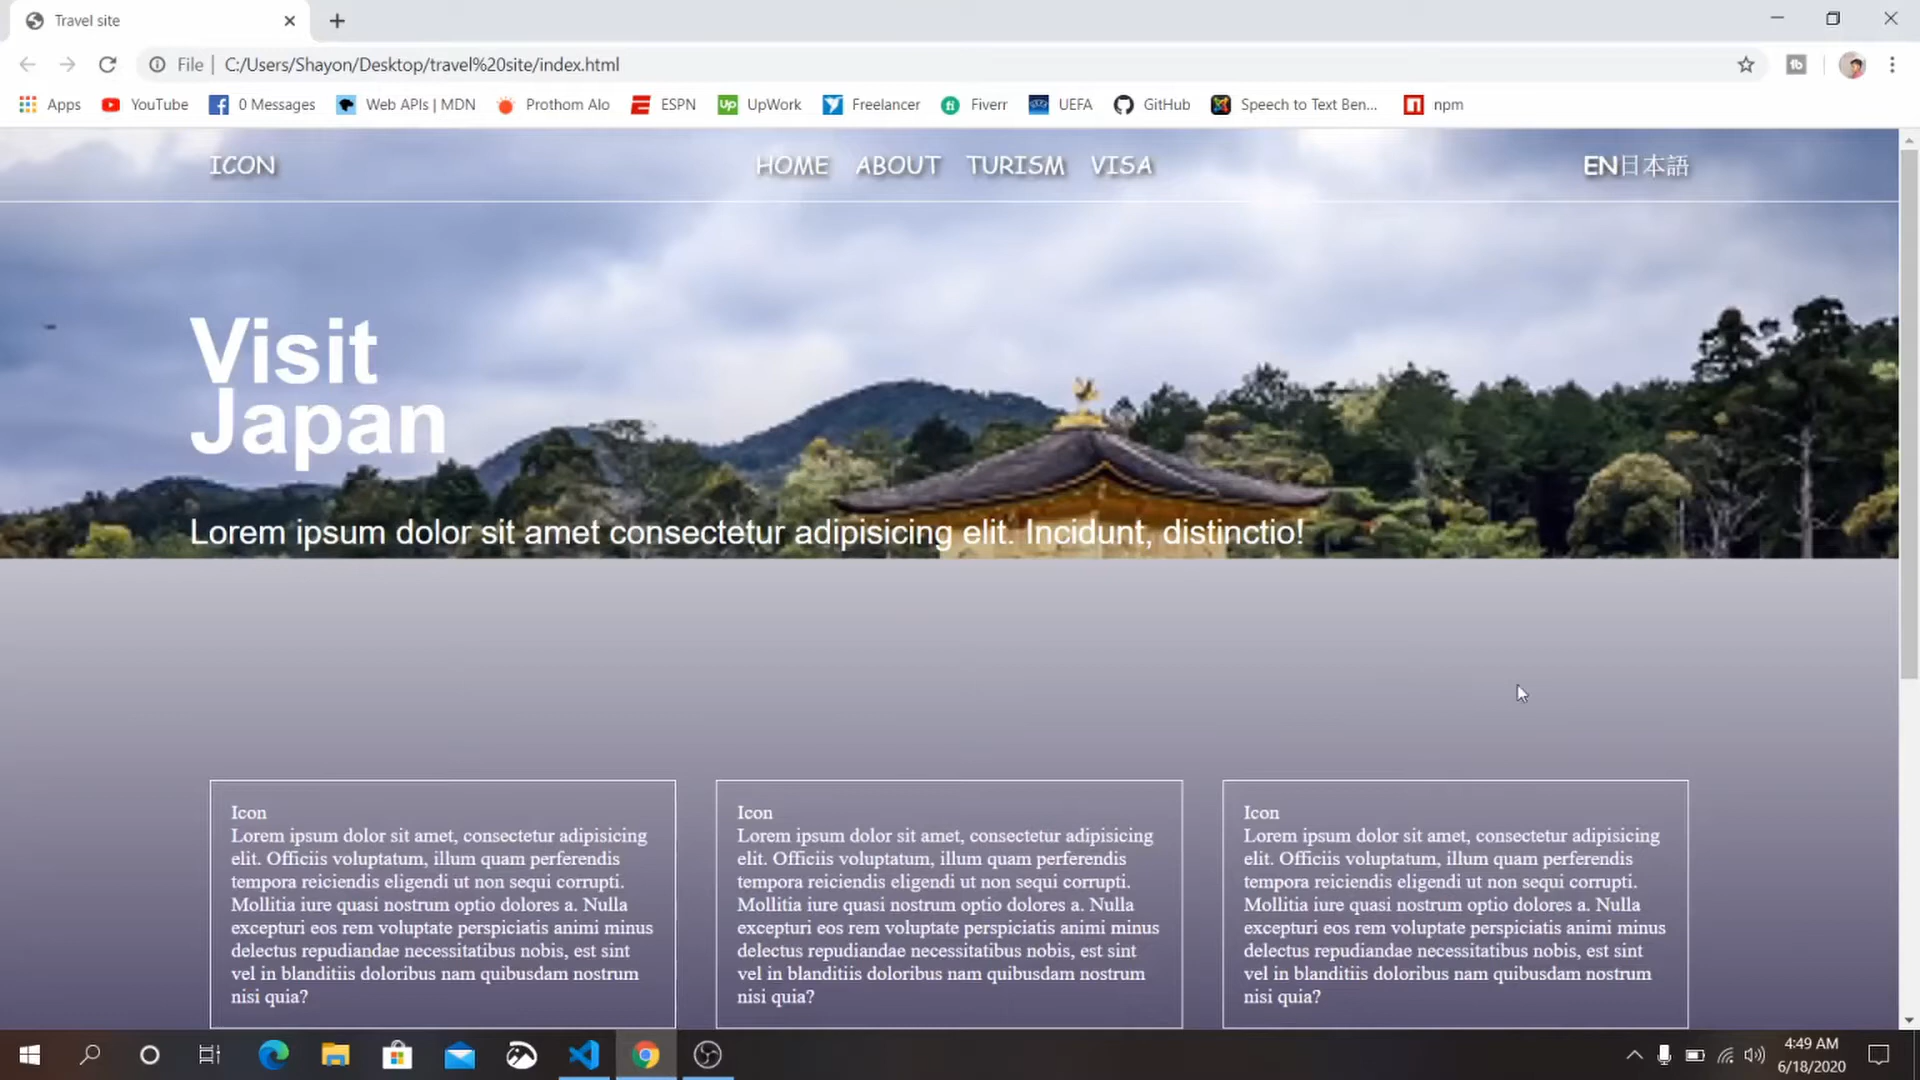 Travel site
File | C:/Users/Shayon/Desktop/travel%20site/index.html
Apps YouTube 0 Messages Web APIs | MDN Prothom Alo ESPN UpWork Freelancer Fiverr UEFA GitHub Speech to Text Ben... npm
ICON HOME ABOUT TURISM VISA EN日本語
Visit
Japan
Lorem ipsum dolor sit amet consectetur adipisicing elit. Incidunt, distinctio!
Icon
Lorem ipsum dolor sit amet, consectetur adipisicing
elit. Officiis voluptatum, illum quam perferendis
tempora reiciendis eligendi ut non sequi corrupti.
Mollitia iure quasi nostrum optio dolores a. Nulla
excepturi eos rem voluptate perspiciatis animi minus
delectus repudiandae necessitatibus nobis, est sint
vel in blanditiis doloribus nam quibusdam nostrum
nisi quia?
Icon
Lorem ipsum dolor sit amet, consectetur adipisicing
elit. Officiis voluptatum, illum quam perferendis
tempora reiciendis eligendi ut non sequi corrupti.
Mollitia iure quasi nostrum optio dolores a. Nulla
excepturi eos rem voluptate perspiciatis animi minus
delectus repudiandae necessitatibus nobis, est sint
vel in blanditiis doloribus nam quibusdam nostrum
nisi quia?
Icon
Lorem ipsum dolor sit amet, consectetur adipisicing
elit. Officiis voluptatum, illum quam perferendis
tempora reiciendis eligendi ut non sequi corrupti.
Mollitia iure quasi nostrum optio dolores a. Nulla
excepturi eos rem voluptate perspiciatis animi minus
delectus repudiandae necessitatibus nobis, est sint
vel in blanditiis doloribus nam quibusdam nostrum
nisi quia?
4:49 AM
6/18/2020